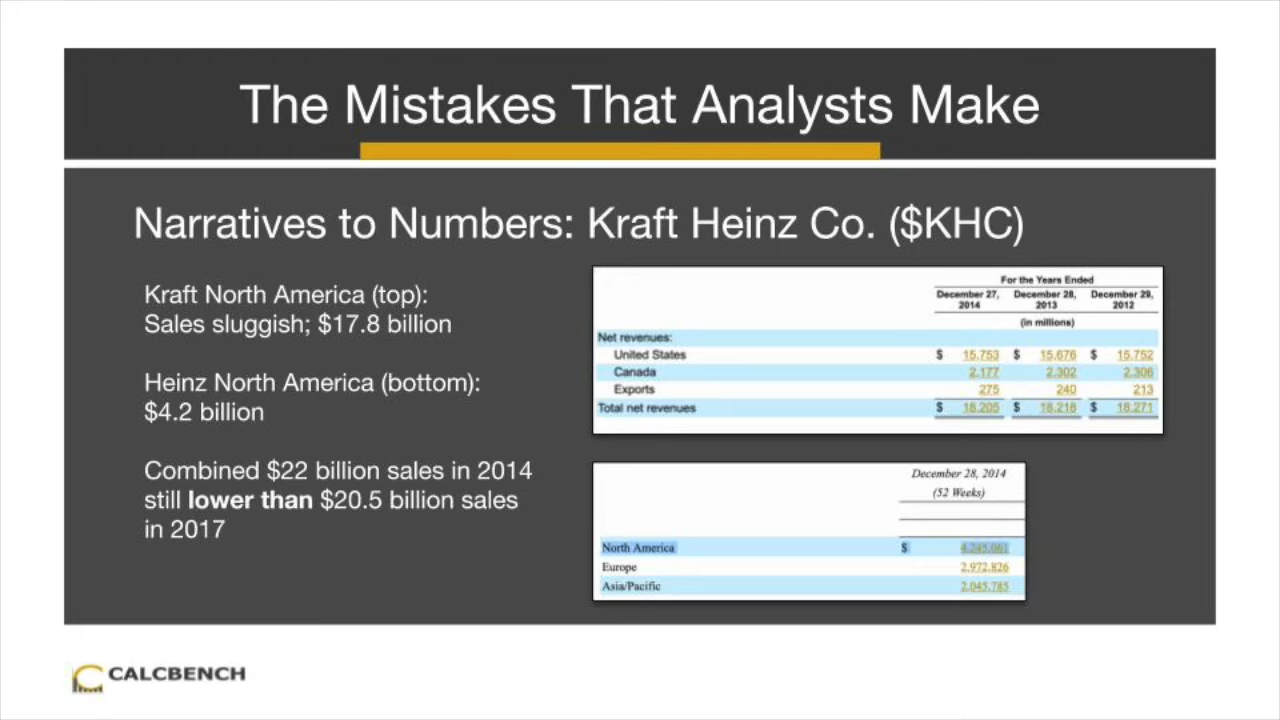 The Mistakes That Analysts Make
Narratives to Numbers: Kraft Heinz Co. ($KHC)
Kraft North America (top):
Sales sluggish; $17.8 billion
Heinz North America (bottom):
$4.2 billion
Combined $22 billion sales in 2014
still lower than $20.5 billion sales
in 2017
For the Years Ended
December 27, 2014 December 28, 2013 December 29, 2012
(in millions)
Net revenues:
United States $ 15,753 $ 15,676 $ 15,752
Canada 2,177 2,302 2,306
Exports 275 240 213
Total net revenues $ 18,205 $ 18,218 $ 18,271
December 28, 2014
(52 Weeks)
North America $
Europe 2,972,826
Asia/Pacific 2,045,785
CALCBENCH